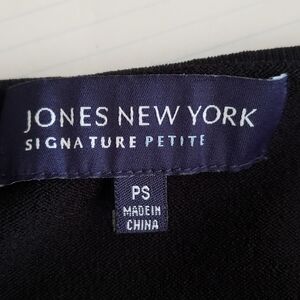 JONES NEW YORK
SIGNATURE PETITE
PS
MADE IN
CHINA